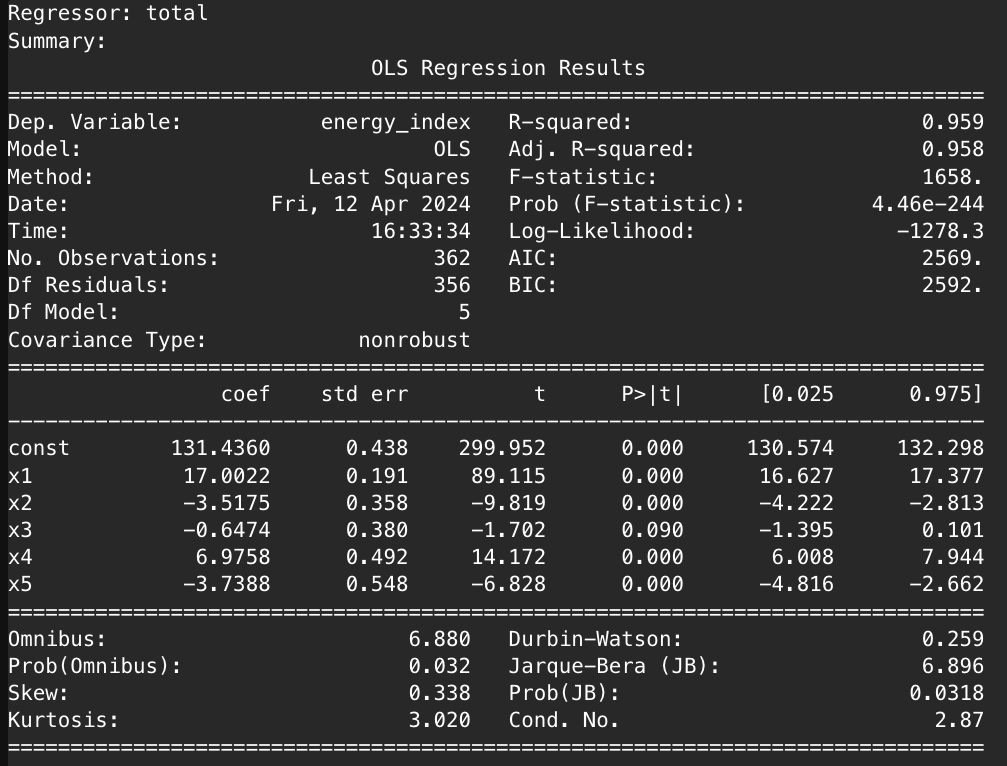 Regressor: total
Summary:
OLS Regression Results
==============================================================================
Dep. Variable: energy_index R-squared: 0.959
Model: OLS Adj. R-squared: 0.958
Method: Least Squares F-statistic: 1658.
Date: Fri, 12 Apr 2024 Prob (F-statistic): 4.46e-244
Time: 16:33:34 Log-Likelihood: -1278.3
No. Observations: 362 AIC: 2569.
Df Residuals: 356 BIC: 2592.
Df Model: 5
Covariance Type: nonrobust
==============================================================================
coef std err t P>|t| [0.025 0.975]
------------------------------------------------------------------------------
const 131.4360 0.438 299.952 0.000 130.574 132.298
x1 17.0022 0.191 89.115 0.000 16.627 17.377
x2 -3.5175 0.358 -9.819 0.000 -4.222 -2.813
x3 -0.6474 0.380 -1.702 0.090 -1.395 0.101
x4 6.9758 0.492 14.172 0.000 6.008 7.944
x5 -3.7388 0.548 -6.828 0.000 -4.816 -2.662
==============================================================================
Omnibus: 6.880 Durbin-Watson: 0.259
Prob(Omnibus): 0.032 Jarque-Bera (JB): 6.896
Skew: 0.338 Prob(JB): 0.0318
Kurtosis: 3.020 Cond. No. 2.87
==============================================================================